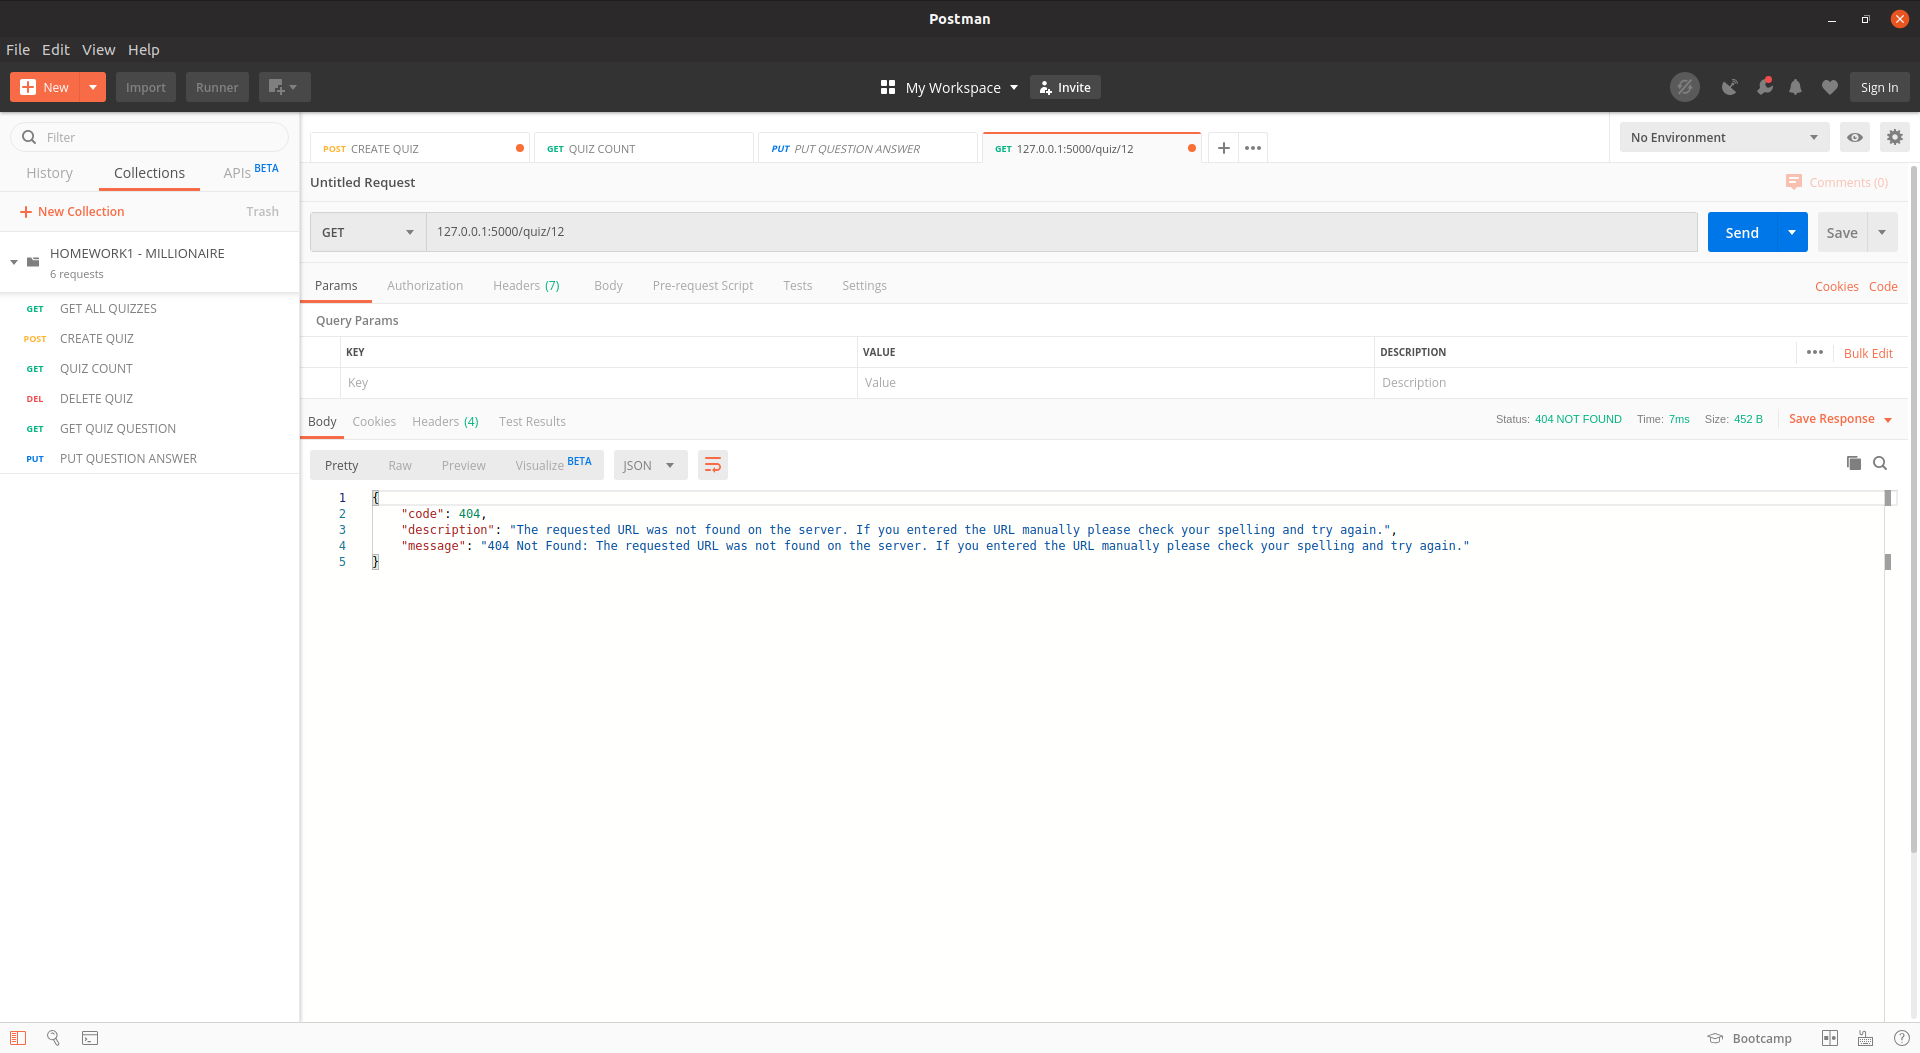 Postman
File Edit View Help
New Import Runner My Workspace Invite Sign In
Filter
History Collections APIs BETA
New Collection Trash
HOMEWORK1 - MILLIONAIRE
6 requests
GET GET ALL QUIZZES
POST CREATE QUIZ
GET QUIZ COUNT
DEL DELETE QUIZ
GET GET QUIZ QUESTION
PUT PUT QUESTION ANSWER
POST CREATE QUIZ GET QUIZ COUNT PUT PUT QUESTION ANSWER GET 127.0.0.1:5000/quiz/12 No Environment
Untitled Request Comments (0)
GET 127.0.0.1:5000/quiz/12 Send Save
Params Authorization Headers (7) Body Pre-request Script Tests Settings Cookies Code
Query Params
KEY VALUE DESCRIPTION Bulk Edit
Key Value Description
Body Cookies Headers (4) Test Results Status: 404 NOT FOUND Time: 7ms Size: 452 B Save Response
Pretty Raw Preview Visualize BETA JSON
1 {
2 "code": 404,
3 "description": "The requested URL was not found on the server. If you entered the URL manually please check your spelling and try again.",
4 "message": "404 Not Found: The requested URL was not found on the server. If you entered the URL manually please check your spelling and try again."
5 }
Bootcamp